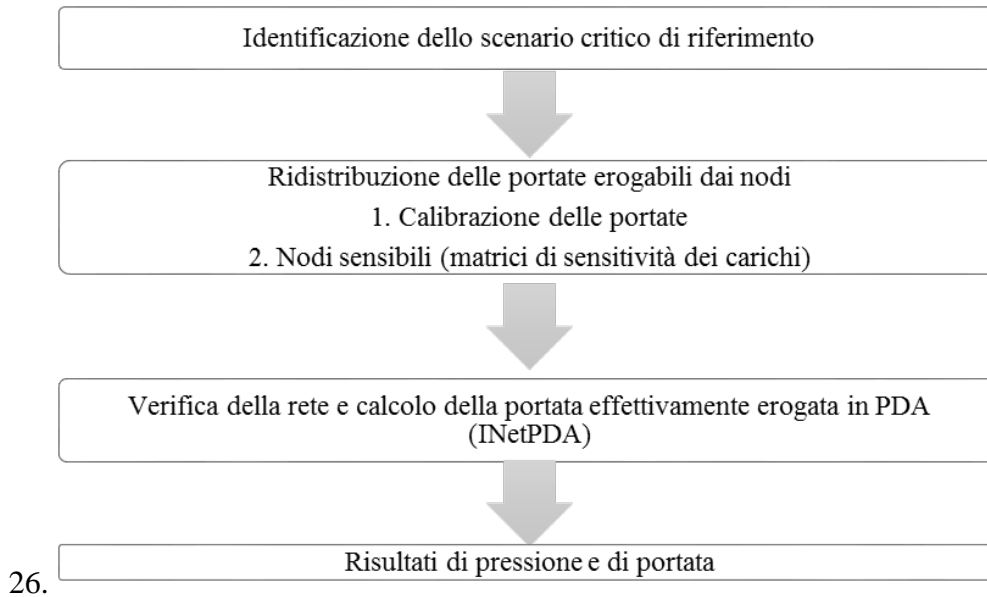 Identificazione dello scenario critico di riferimento
Ridistribuzione delle portate erogabili dai nodi
1. Calibrazione delle portate
2. Nodi sensibili (matrici di sensitività dei carichi)
Verifica della rete e calcolo della portata effettivamente erogata in PDA
(INetPDA)
Risultati di pressione e di portata
26.